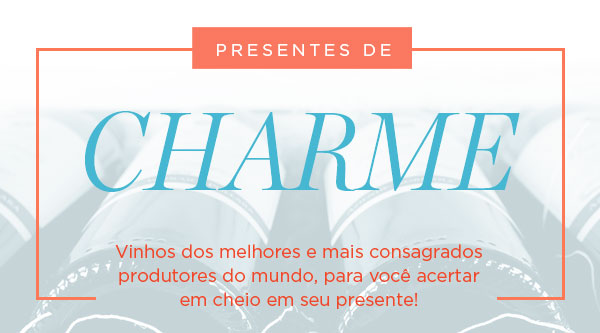 PRESENTES DE
CHARME
Vinhos dos melhores e mais consagrados
produtores do mundo, para você acertar
em cheio em seu presente!